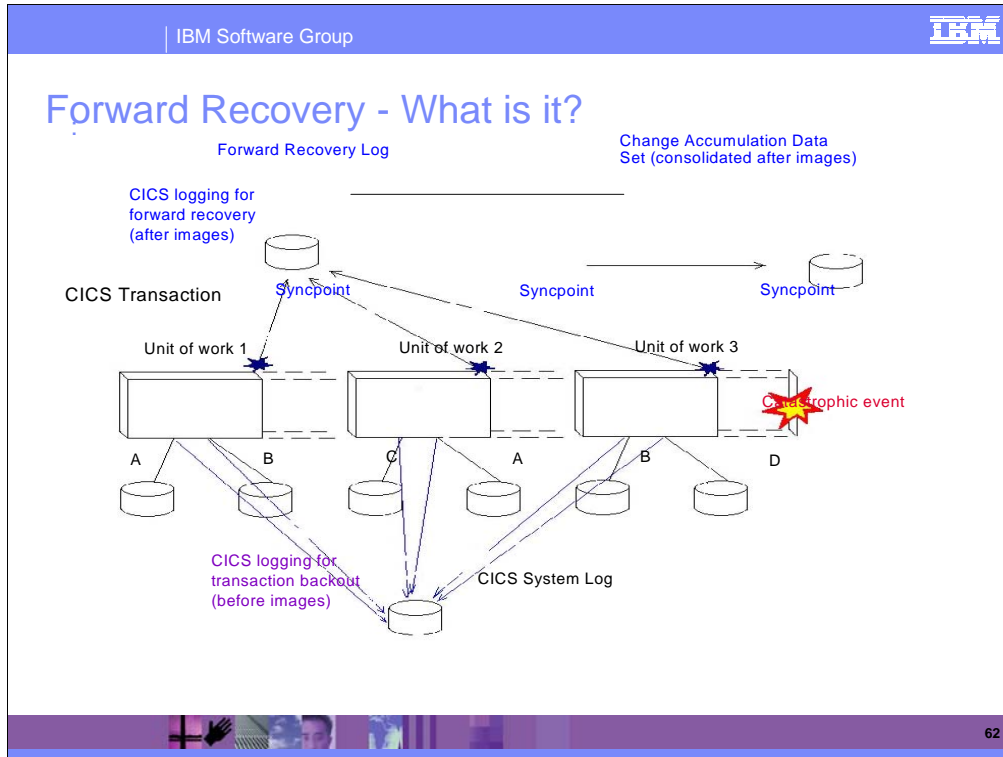 IBM Software Group
IBM
Forward Recovery - What is it?
Forward Recovery Log
Change Accumulation Data
Set (consolidated after images)
CICS logging for
forward recovery
(after images)
CICS Transaction
Syncpoint
Syncpoint
Syncpoint
Unit of work 1
Unit of work 2
Unit of work 3
Catastrophic event
A
B
C
A
B
D
CICS logging for
transaction backout
(before images)
CICS System Log
62